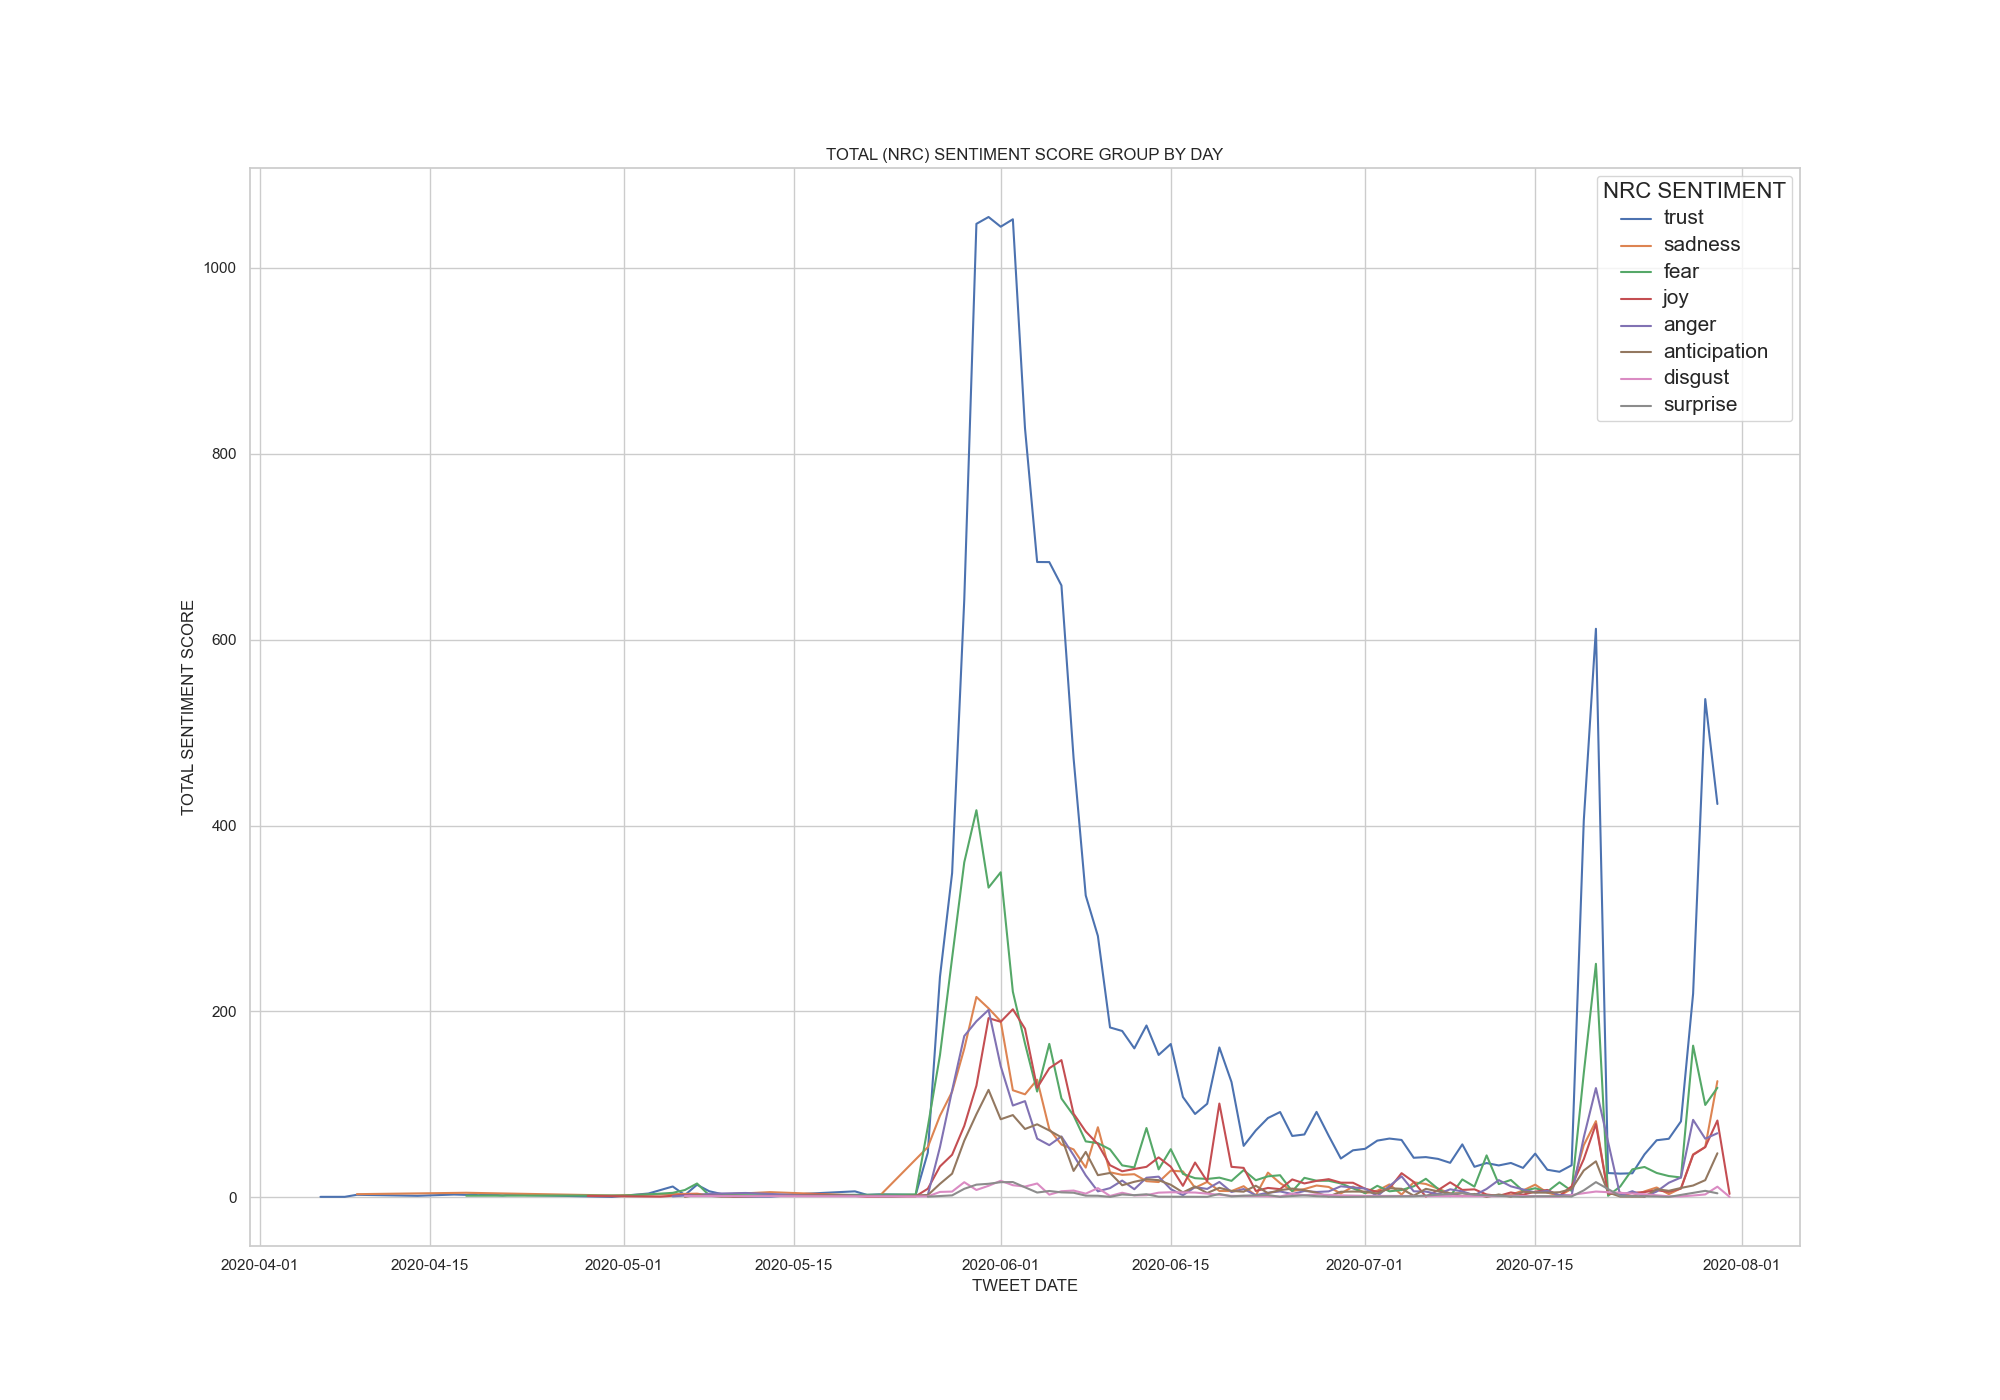 TOTAL (NRC) SENTIMENT SCORE GROUP BY DAY
NRC SENTIMENT
trust
sadness
fear
joy
anger
anticipation
disgust
surprise
TOTAL SENTIMENT SCORE
1000
800
600
400
200
0
2020-04-01 2020-04-15 2020-05-01 2020-05-15 2020-06-01 2020-06-15 2020-07-01 2020-07-15 2020-08-01
TWEET DATE